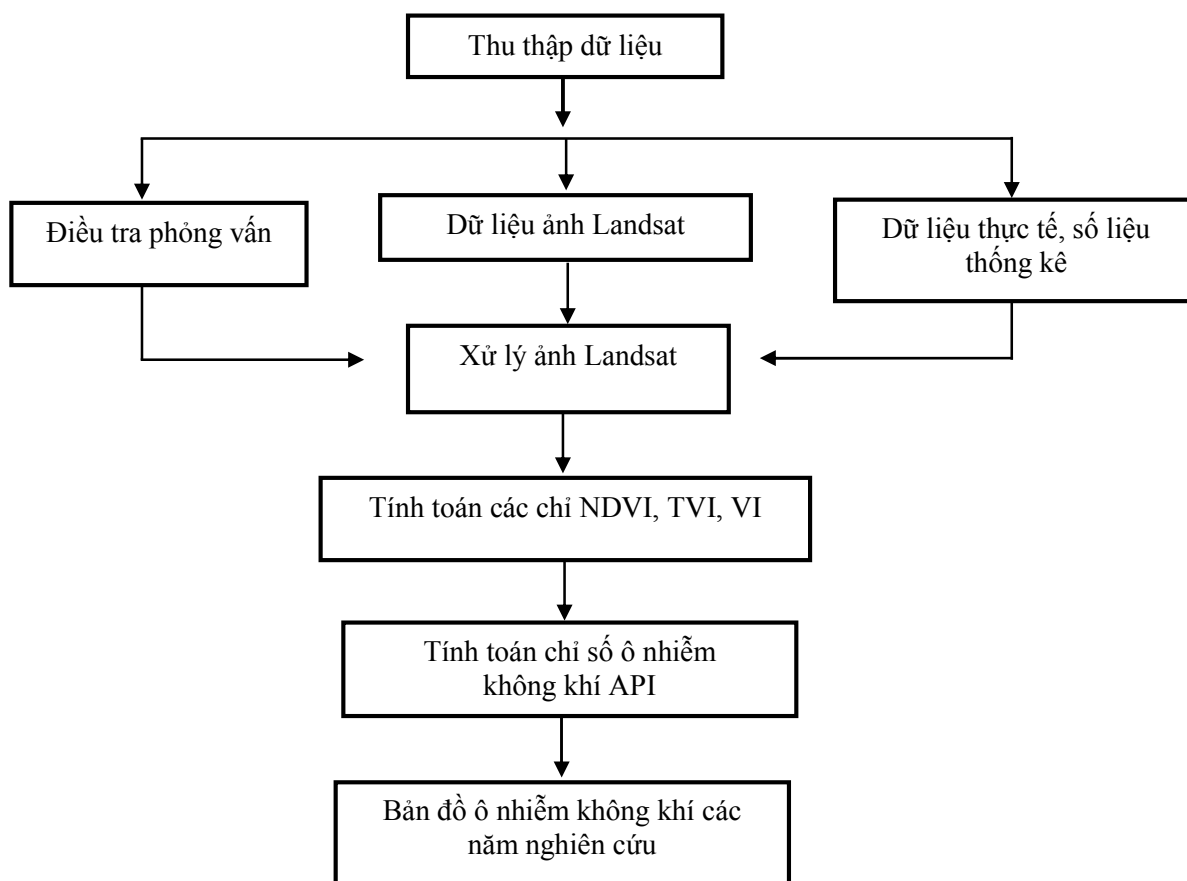 Thu thập dữ liệu
Điều tra phỏng vấn
Dữ liệu ảnh Landsat
Dữ liệu thực tế, số liệu
thống kê
Xử lý ảnh Landsat
Tính toán các chỉ NDVI, TVI, VI
Tính toán chỉ số ô nhiễm
không khí API
Bản đồ ô nhiễm không khí các
năm nghiên cứu